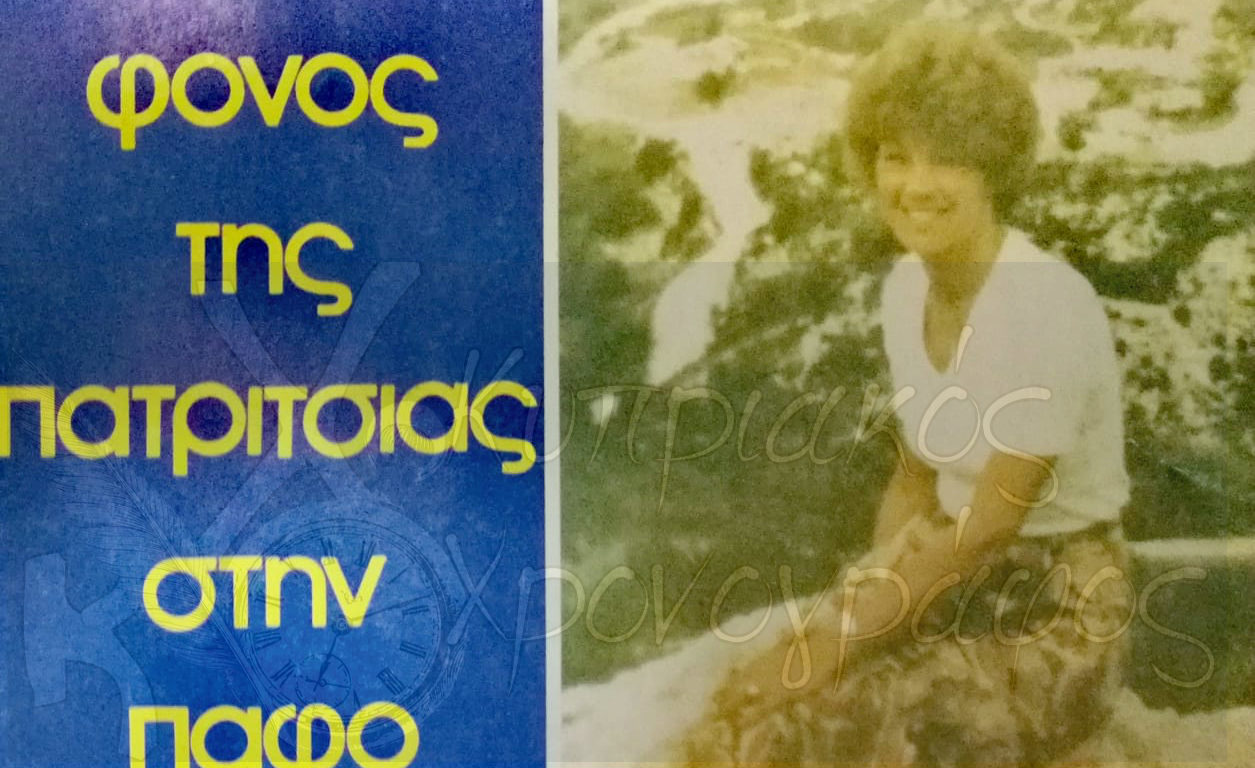 φονος
της
πατριτσιας
στην
παφο
Κυπριακός
χρονογράφος